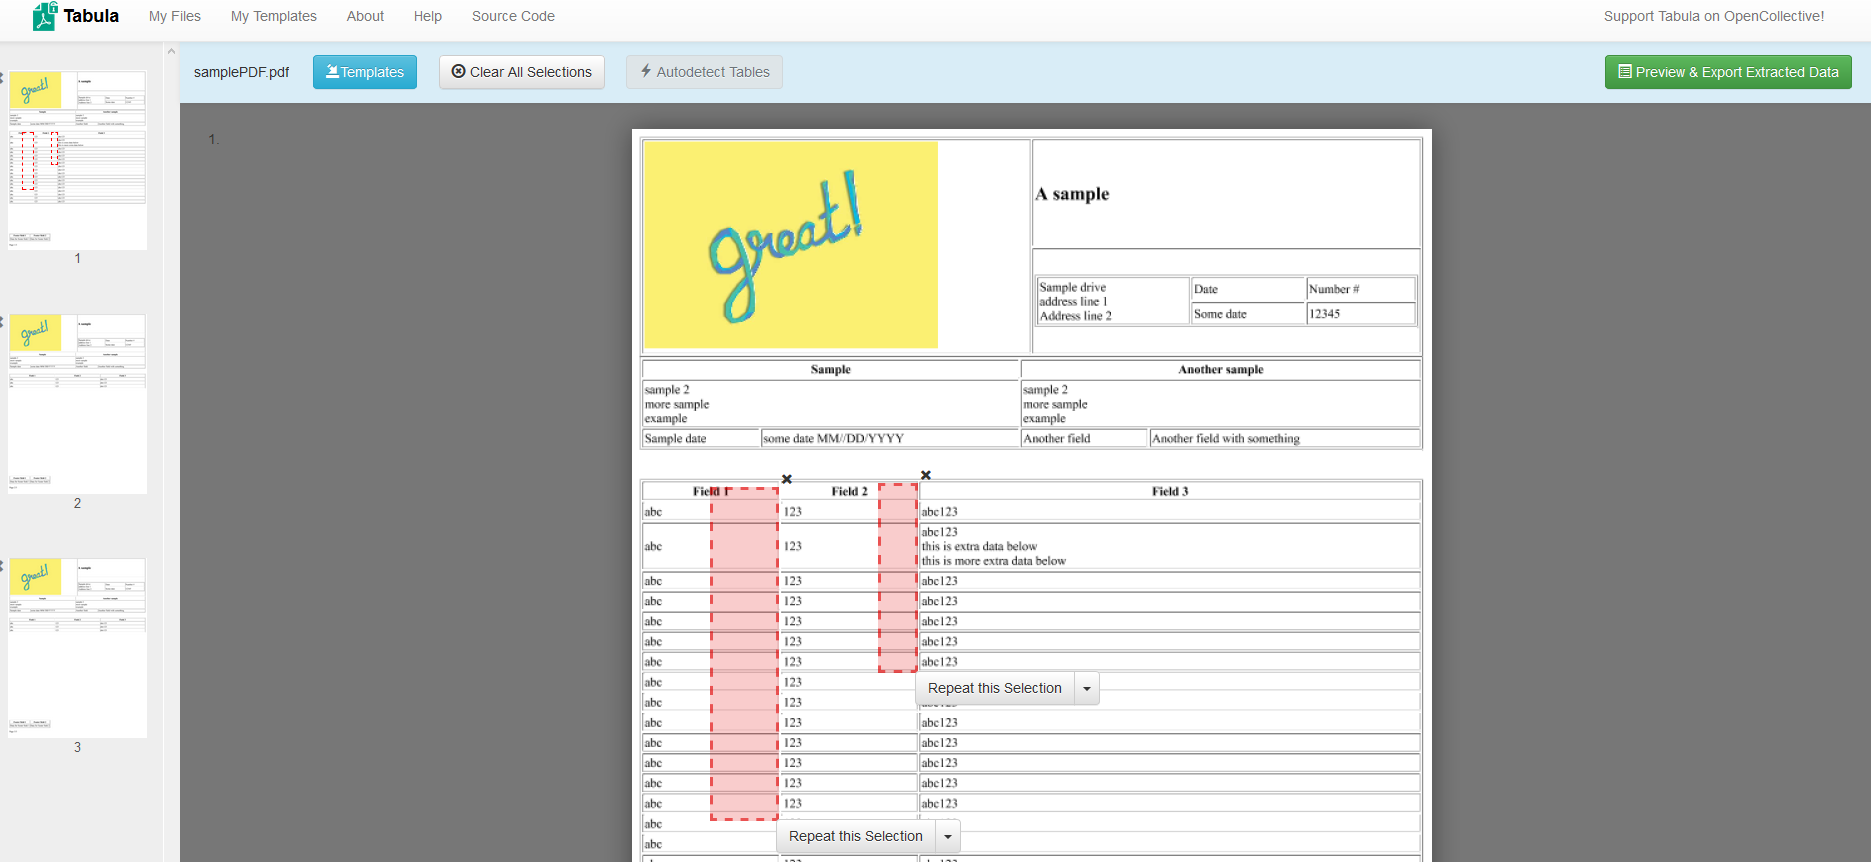 Tabula My Files My Templates About Help Source Code Support Tabula on OpenCollective!
samplePDF.pdf Templates Clear All Selections Autodetect Tables Preview & Export Extracted Data
1
2
3
1.
great!
A sample
Sample drive
address line 1
Address line 2
Date Number #
Some date 12345
Sample Another sample
sample 2
more sample
example
sample 2
more sample
example
Sample date some date MM//DD/YYYY Another field Another field with something
Field 1 Field 2 Field 3
abc 123 abc123
abc 123 abc123
this is extra data below
this is more extra data below
abc 123 abc123
abc 123 abc123
abc 123 abc123
abc 123 abc123
abc 123 abc123
abc 123
Repeat this Selection
abc 123
abc 123 abc123
abc 123 abc123
abc 123 abc123
abc 123 abc123
abc 123 abc123
abc
Repeat this Selection
abc